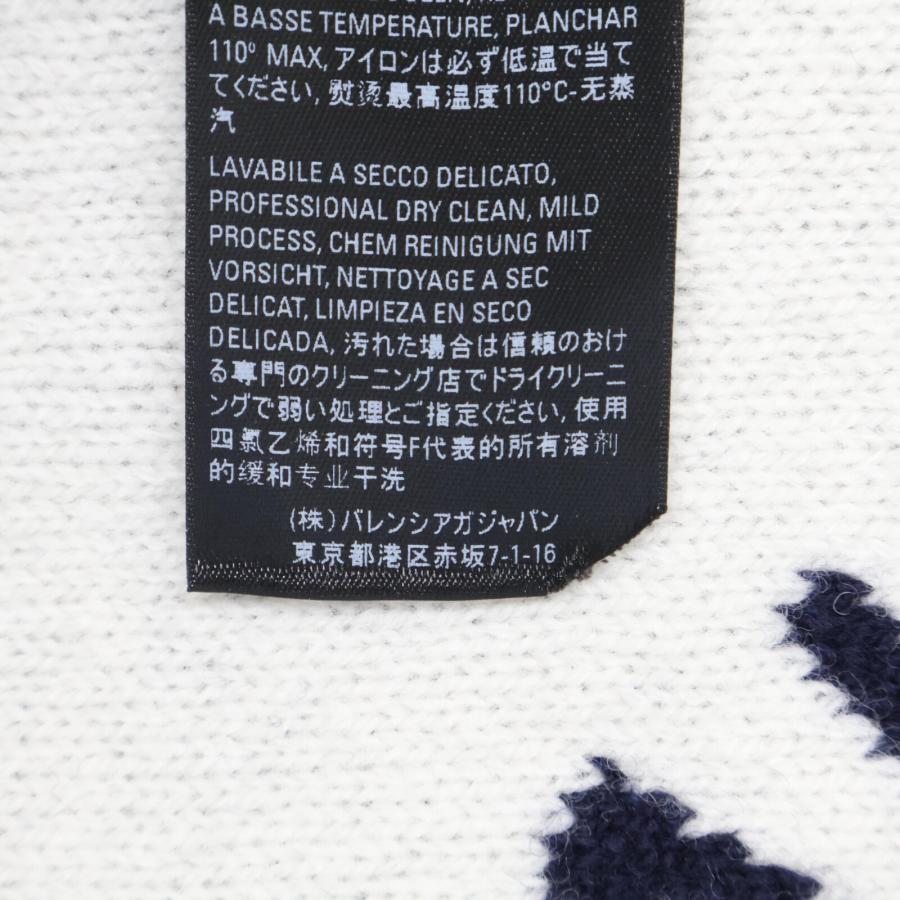 A BASSE TEMPERATURE, PLANCHAR
110° MAX, アイロンは必ず低温で当て
てください, 熨烫最高温度110°C-无蒸
汽
LAVABILE A SECCO DELICATO,
PROFESSIONAL DRY CLEAN, MILD
PROCESS, CHEM REINIGUNG MIT
VORSICHT, NETTOYAGE A SEC
DELICAT, LIMPIEZA EN SECO
DELICADA, 汚れた場合は信頼のおけ
る専門のクリーニング店でドライクリーニ
ングで弱い処理とご指定ください, 使用
四氯乙烯和符号F代表的所有溶剂
的缓和专业干洗
(株)バレンシアガジャパン
東京都港区赤坂7-1-16